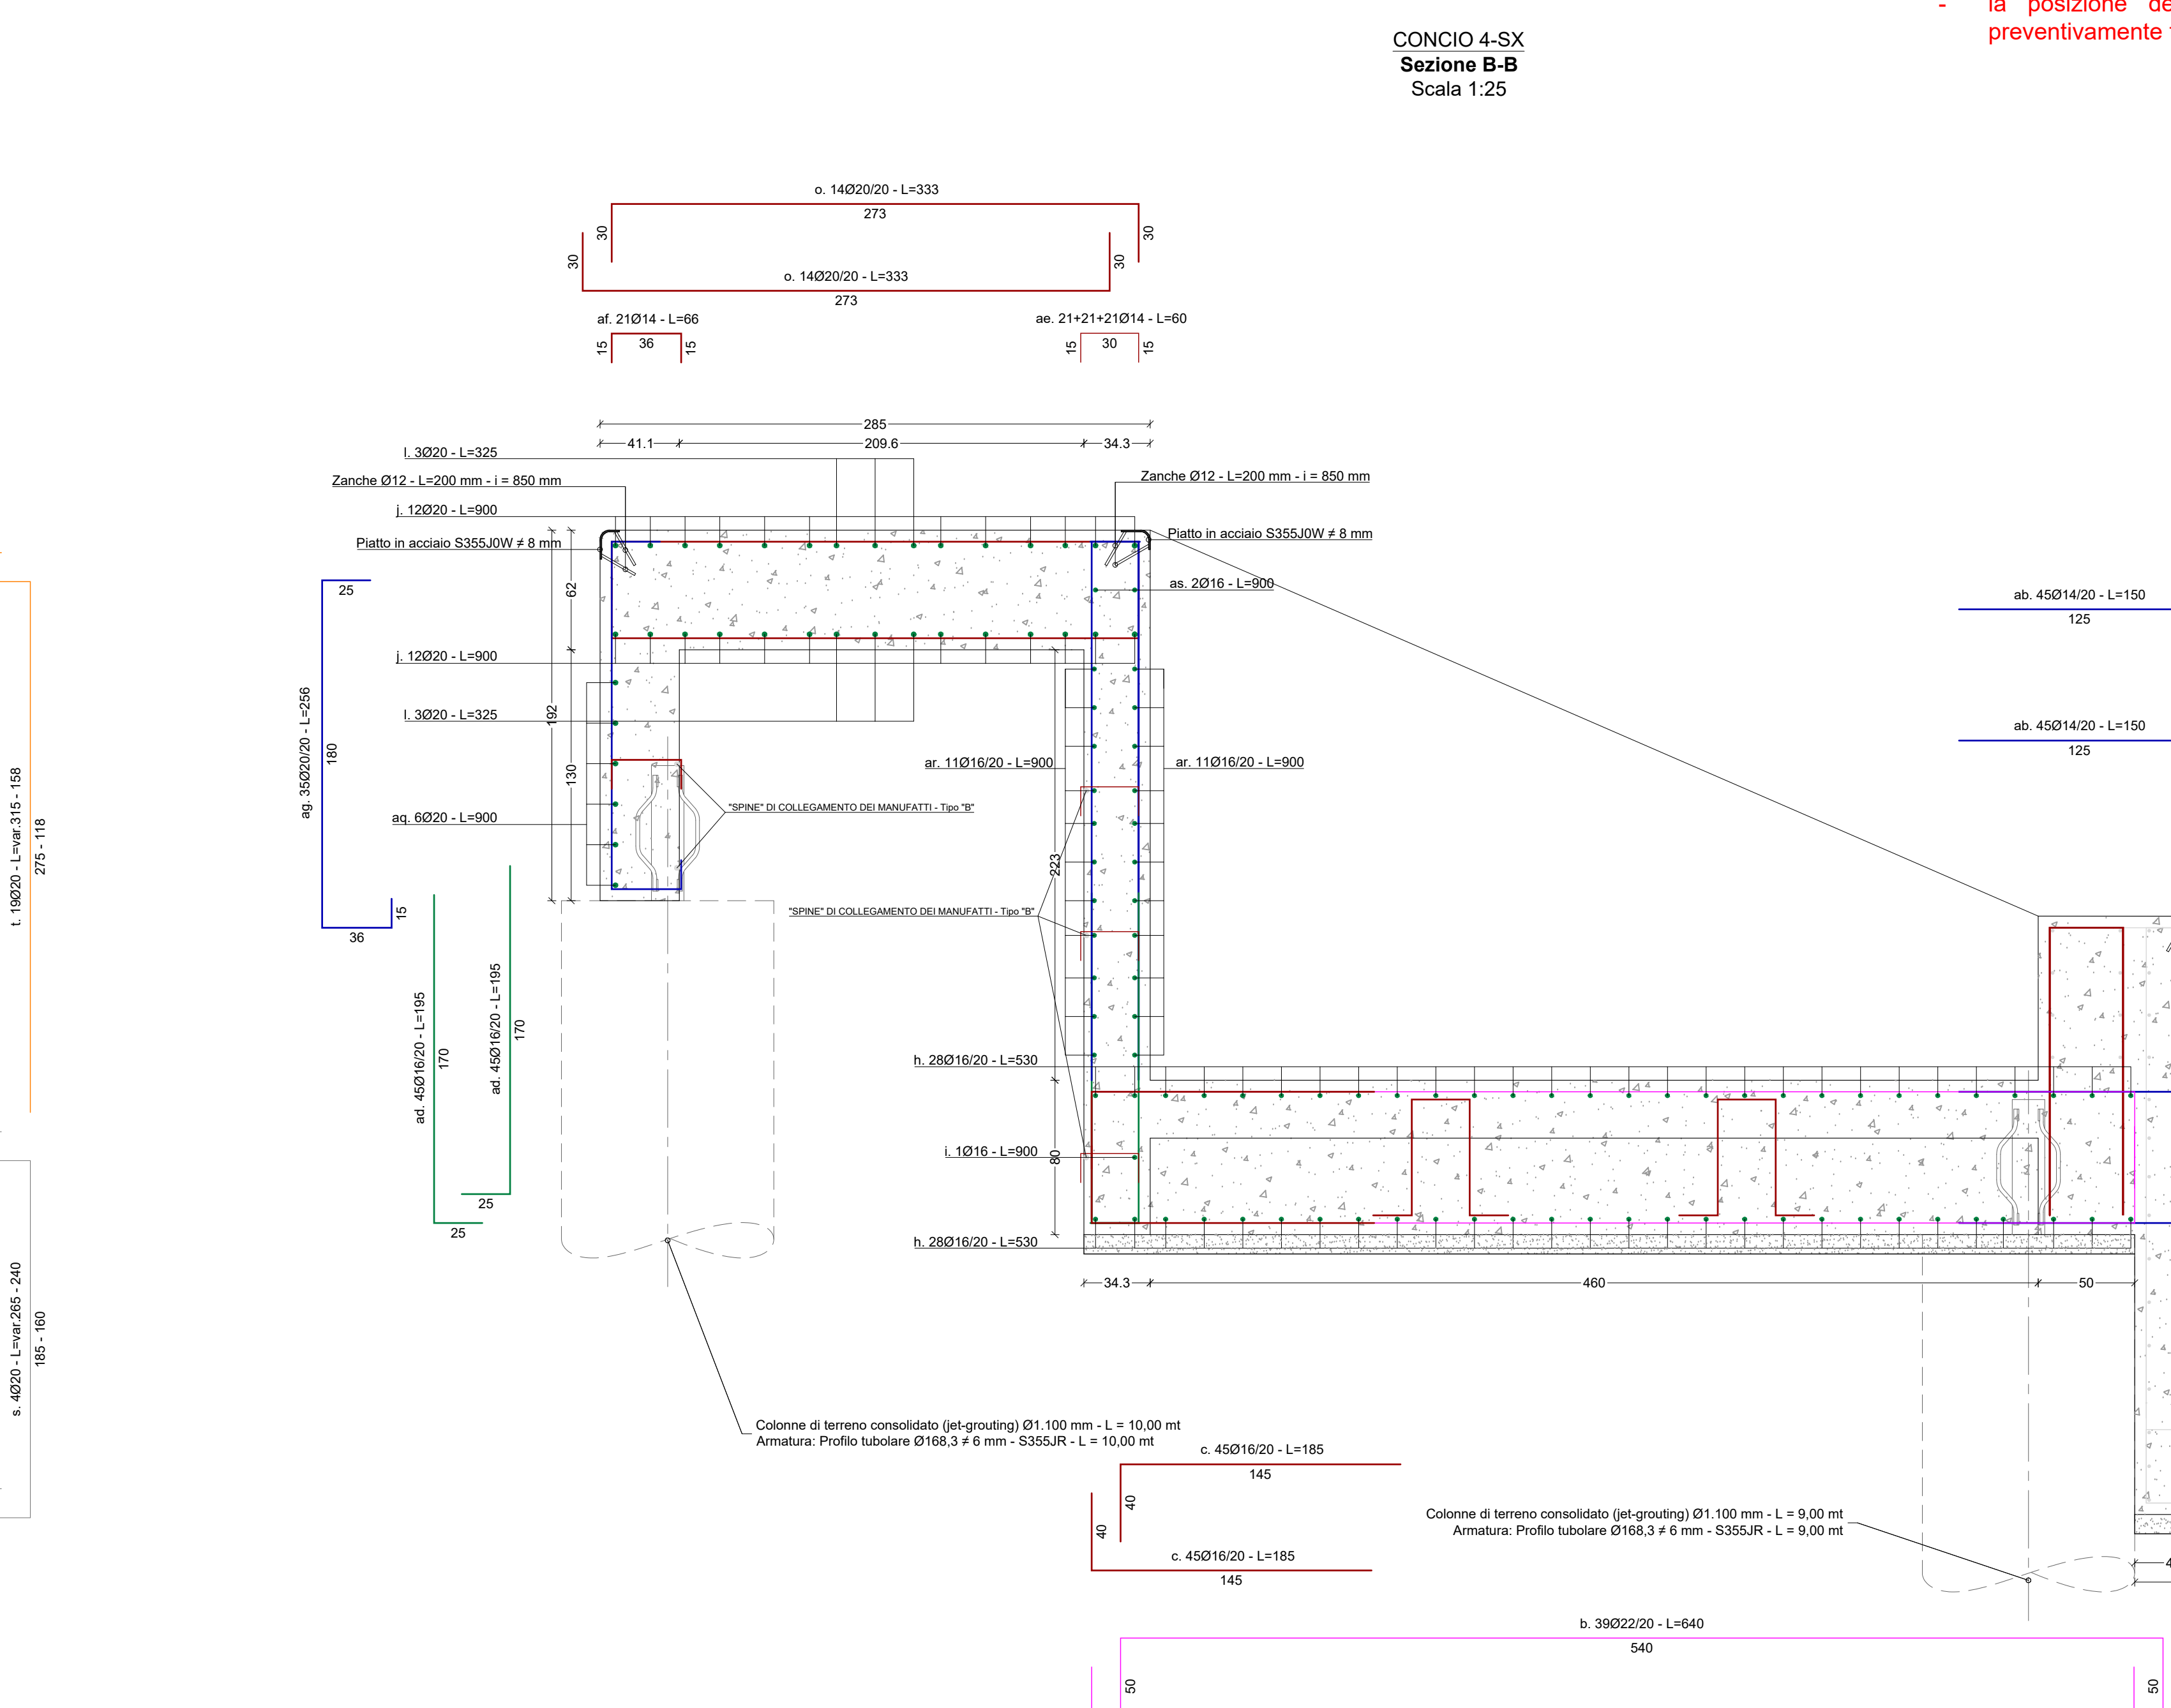 - la posizione
preventivamente
CONCIO 4-SX
Sezione B-B
Scala 1:25
o. 14Ø20/20 - L=333
273
30
30
o. 14Ø20/20 - L=333
273
30
30
af. 21Ø14 - L=66
36
15
15
ae. 21+21+21Ø14 - L=60
30
15
15
285
41.1
209.6
34.3
l. 3Ø20 - L=325
Zanche Ø12 - L=200 mm - i = 850 mm
j. 12Ø20 - L=900
Piatto in acciaio S355J0W ≠ 8 mm
Zanche Ø12 - L=200 mm - i = 850 mm
Piatto in acciaio S355J0W ≠ 8 mm
as. 2Ø16 - L=900
62
192
130
j. 12Ø20 - L=900
l. 3Ø20 - L=325
aq. 6Ø20 - L=900
ar. 11Ø16/20 - L=900
ar. 11Ø16/20 - L=900
"SPINE" DI COLLEGAMENTO DEI MANUFATTI - Tipo "B"
"SPINE" DI COLLEGAMENTO DEI MANUFATTI - Tipo "B"
223
80
25
ag. 35Ø20/20 - L=256
180
36
15
ad. 45Ø16/20 - L=195
170
25
ad. 45Ø16/20 - L=195
170
25
t. 19Ø20 - L=var.315 - 158
275 - 118
s. 4Ø20 - L=var.265 - 240
185 - 160
ab. 45Ø14/20 - L=150
125
ab. 45Ø14/20 - L=150
125
h. 28Ø16/20 - L=530
i. 1Ø16 - L=900
h. 28Ø16/20 - L=530
34.3
460
50
Colonne di terreno consolidato (jet-grouting) Ø1.100 mm - L = 10,00 mt
Armatura: Profilo tubolare Ø168,3 ≠ 6 mm - S355JR - L = 10,00 mt
c. 45Ø16/20 - L=185
145
40
40
c. 45Ø16/20 - L=185
145
Colonne di terreno consolidato (jet-grouting) Ø1.100 mm - L = 9,00 mt
Armatura: Profilo tubolare Ø168,3 ≠ 6 mm - S355JR - L = 9,00 mt
b. 39Ø22/20 - L=640
540
50
50